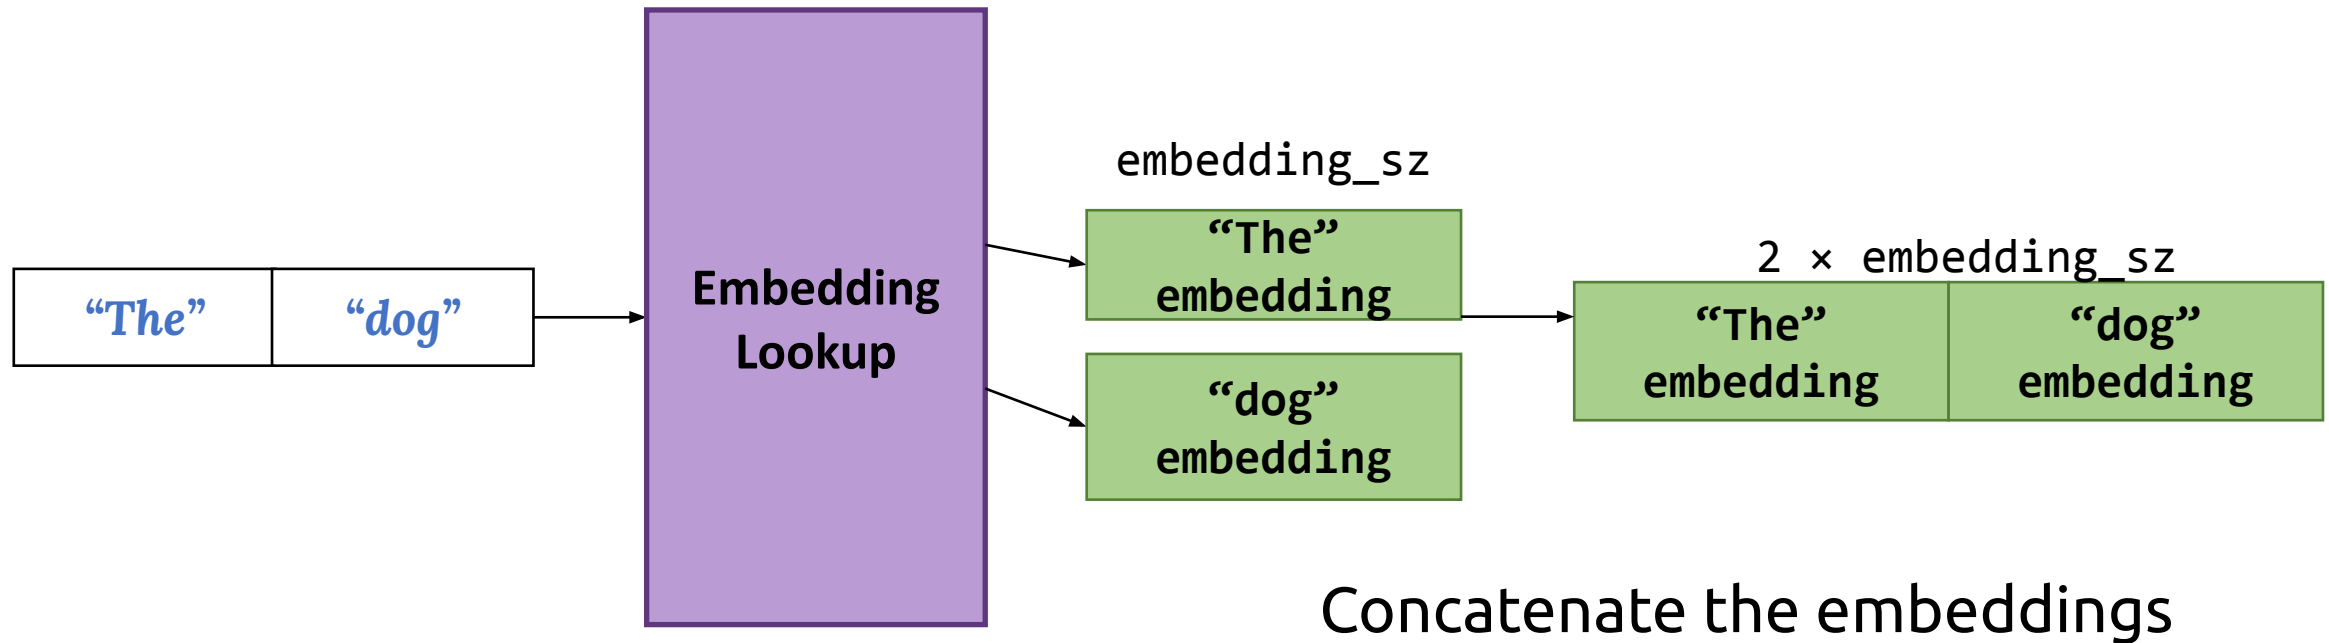 “The” “dog”
Embedding
Lookup
embedding_sz
“The”
embedding
“dog”
embedding
2 × embedding_sz
“The” “dog”
embedding embedding
Concatenate the embeddings